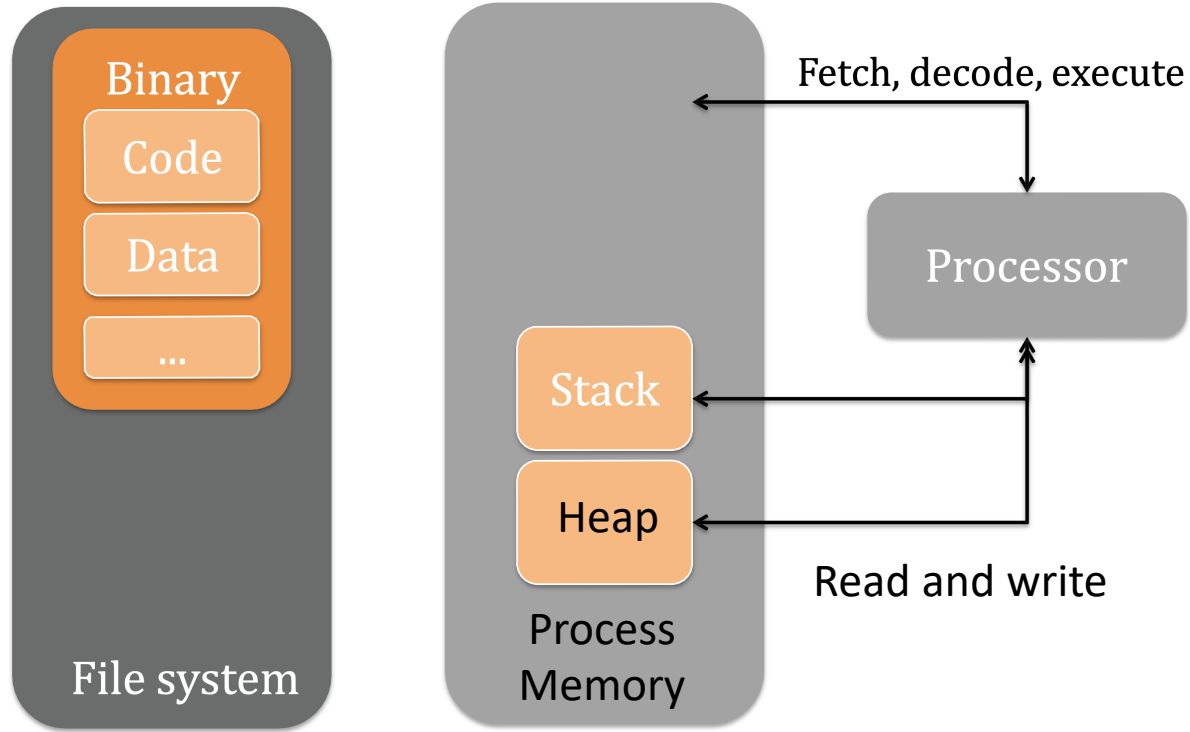 Binary
Code
Data
...
File system
Stack
Heap
Process
Memory
Fetch, decode, execute
Processor
Read and write